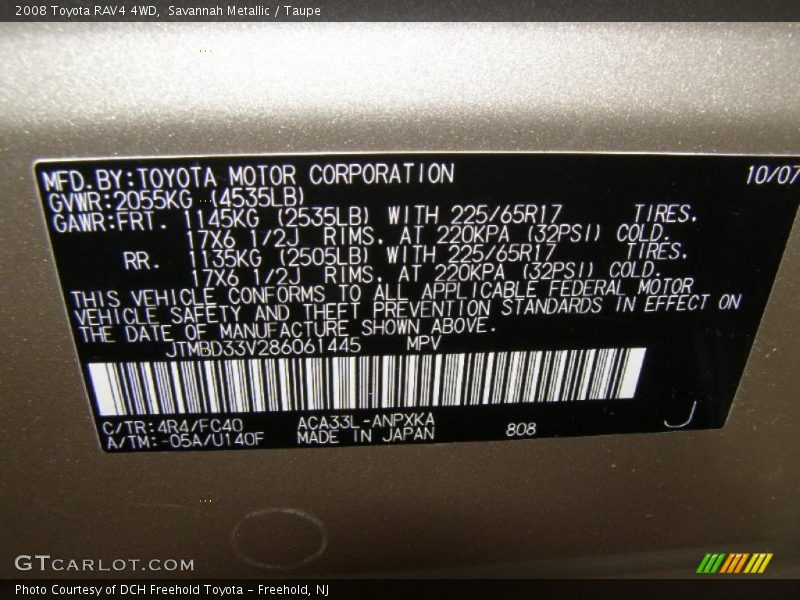 2008 Toyota RAV4 4WD, Savannah Metallic / Taupe
MFD.BY:TOYOTA MOTOR CORPORATION 10/07
GVWR:2055KG (4535LB)
GAWR:FRT. 1145KG (2535LB) WITH 225/65R17 TIRES.
17X6 1/2J RIMS. AT 220KPA (32PSI) COLD.
RR. 1135KG (2505LB) WITH 225/65R17 TIRES.
17X6 1/2J RIMS. AT 220KPA (32PSI) COLD.
THIS VEHICLE CONFORMS TO ALL APPLICABLE FEDERAL MOTOR
VEHICLE SAFETY AND THEFT PREVENTION STANDARDS IN EFFECT ON
THE DATE OF MANUFACTURE SHOWN ABOVE.
JTMBD33V286061445 MPV
C/TR:4R4/FC40 ACA33L-ANPXKA
A/TM:-05A/U140F MADE IN JAPAN 808 J
GTCARLOT.COM
Photo Courtesy of DCH Freehold Toyota - Freehold, NJ